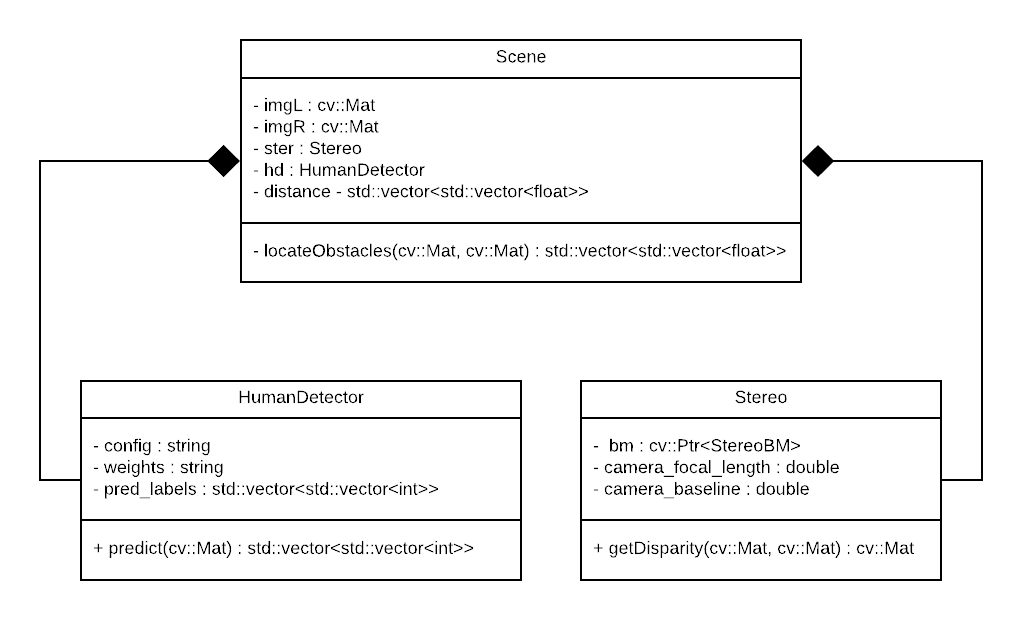 Scene
- imgL : cv::Mat
- imgR : cv::Mat
- ster : Stereo
- hd : HumanDetector
- distance - std::vector<std::vector<float>>
- locateObstacles(cv::Mat, cv::Mat) : std::vector<std::vector<float>>
HumanDetector
- config : string
- weights : string
- pred_labels : std::vector<std::vector<int>>
+ predict(cv::Mat) : std::vector<std::vector<int>>
Stereo
- bm : cv::Ptr<StereoBM>
- camera_focal_length : double
- camera_baseline : double
+ getDisparity(cv::Mat, cv::Mat) : cv::Mat